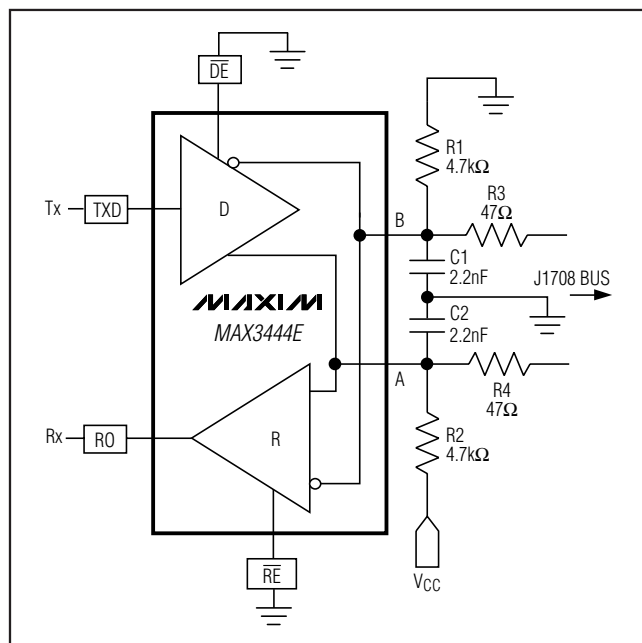 DE
R1
4.7kΩ
R3
47Ω
Tx
TXD
D
B
C1
2.2nF
J1708 BUS
MAXIM
MAX3444E
C2
2.2nF
A
R4
47Ω
Rx
RO
R
R2
4.7kΩ
RE
VCC